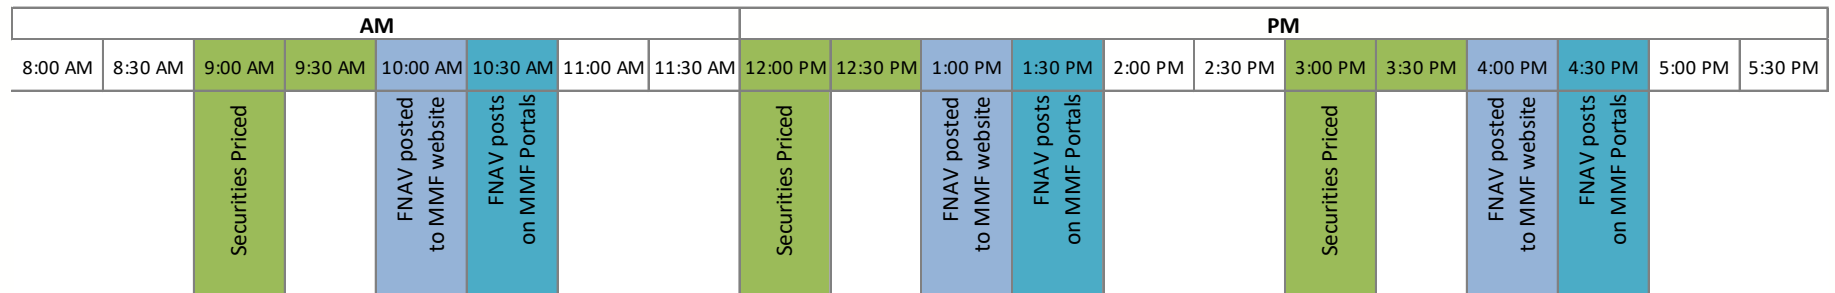 AM PM
8:00 AM 8:30 AM 9:00 AM 9:30 AM 10:00 AM 10:30 AM 11:00 AM 11:30 AM 12:00 PM 12:30 PM 1:00 PM 1:30 PM 2:00 PM 2:30 PM 3:00 PM 3:30 PM 4:00 PM 4:30 PM 5:00 PM 5:30 PM
Securities Priced
FNAV posted
to MMF website
FNAV posts
on MMF Portals
Securities Priced
FNAV posted
to MMF website
FNAV posts
on MMF Portals
Securities Priced
FNAV posted
to MMF website
FNAV posts
on MMF Portals